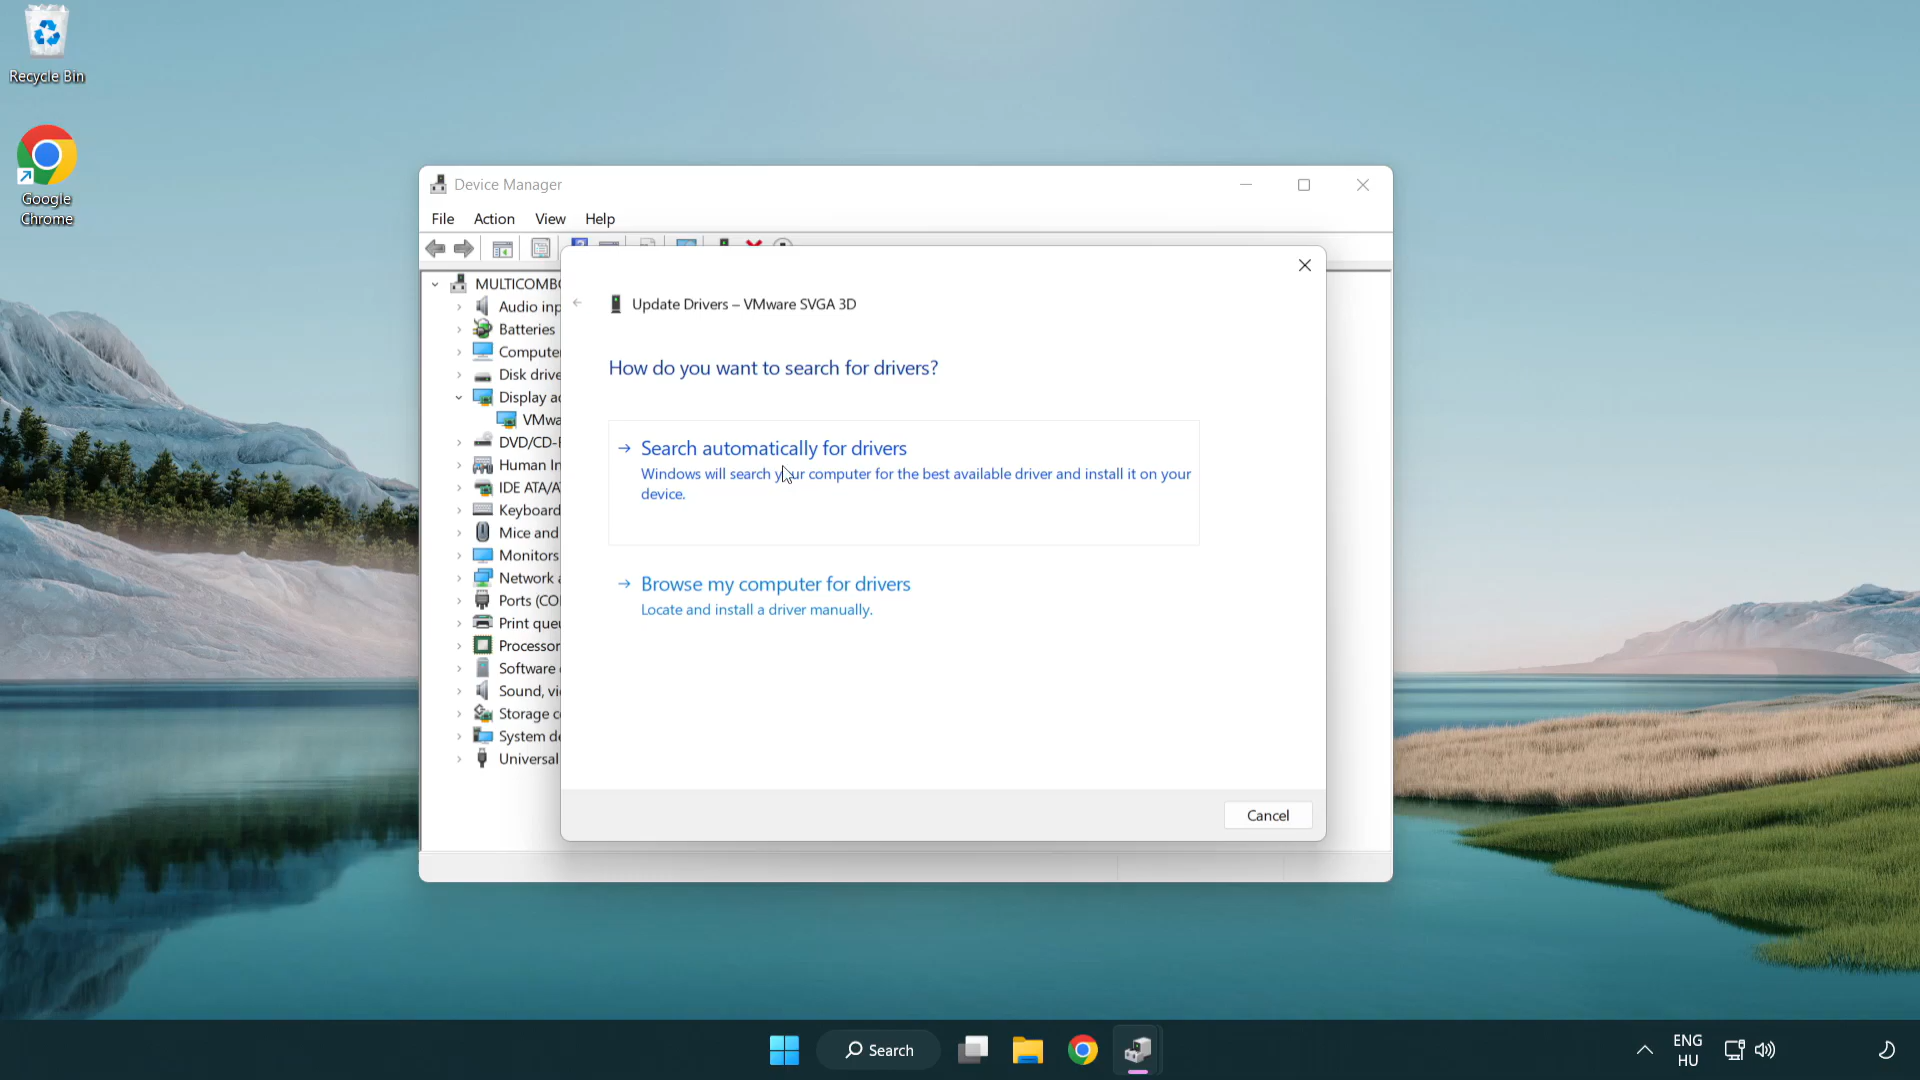 Recycle Bin
Google
Chrome
Device Manager
File Action View Help
MULTICOMBO
Audio inp
Batteries
Compute
Disk drive
Display a
VMwa
DVD/CD-R
Human In
IDE ATA/A
Keyboard
Mice and
Monitors
Network a
Ports (CO
Print que
Processor
Software
Sound, vi
Storage c
System de
Universal
Update Drivers – VMware SVGA 3D
How do you want to search for drivers?
Search automatically for drivers
Windows will search your computer for the best available driver and install it on your
device.
Browse my computer for drivers
Locate and install a driver manually.
Cancel
Search
ENG
HU